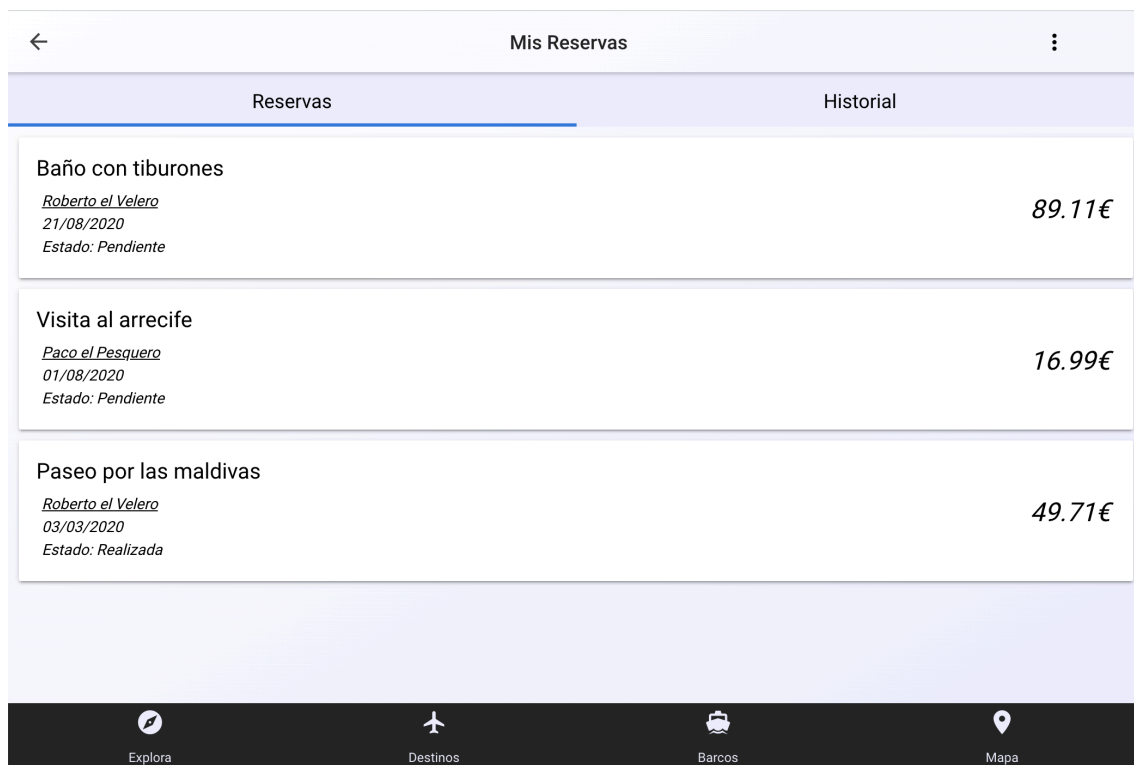 Mis Reservas
Reservas
Historial
Baño con tiburones
Roberto el Velero
21/08/2020
Estado: Pendiente
89.11€
Visita al arrecife
Paco el Pesquero
01/08/2020
Estado: Pendiente
16.99€
Paseo por las maldivas
Roberto el Velero
03/03/2020
Estado: Realizada
49.71€
Explora
Destinos
Barcos
Mapa